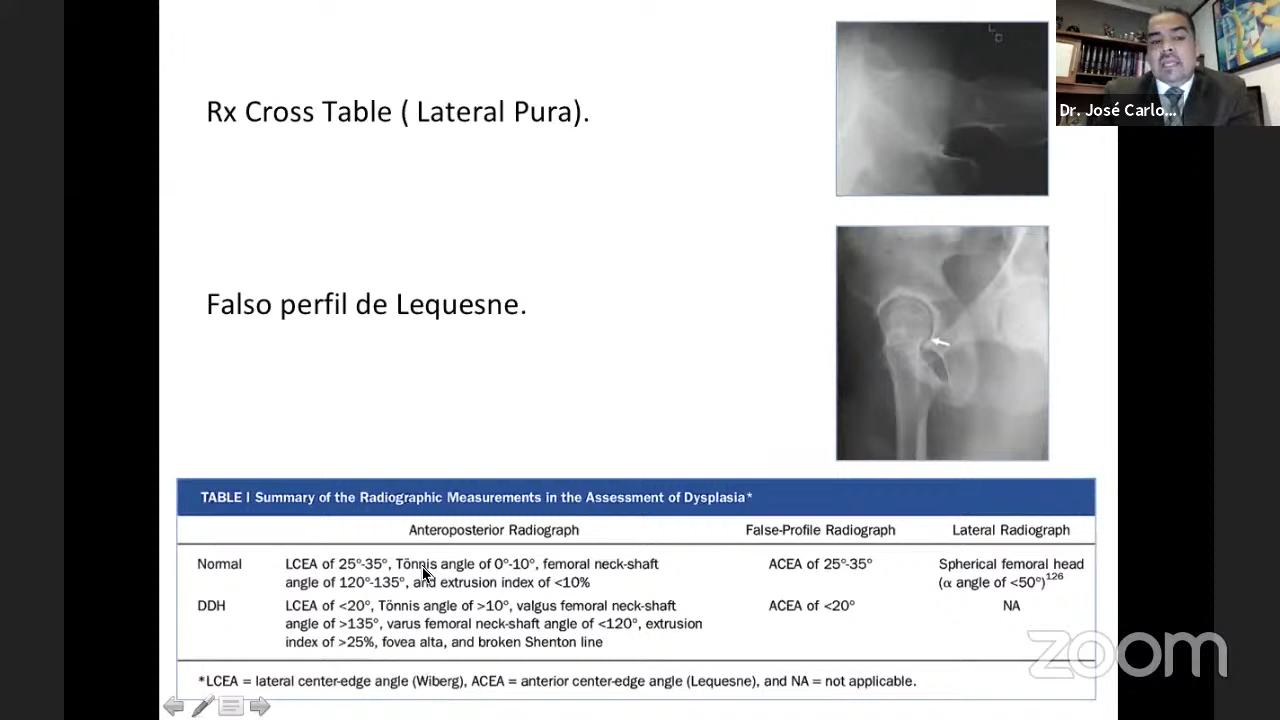 Dr. José Carlo...
Rx Cross Table ( Lateral Pura).
Falso perfil de Lequesne.
TABLE I Summary of the Radiographic Measurements in the Assessment of Dysplasia*
Anteroposterior Radiograph False-Profile Radiograph Lateral Radiograph
Normal LCEA of 25°-35°, Tönnis angle of 0°-10°, femoral neck-shaft ACEA of 25°-35° Spherical femoral head
angle of 120°-135°, and extrusion index of <10% (α angle of <50°)126
DDH LCEA of <20°, Tönnis angle of >10°, valgus femoral neck-shaft ACEA of <20° NA
angle of >135°, varus femoral neck-shaft angle of <120°, extrusion
index of >25%, fovea alta, and broken Shenton line
*LCEA = lateral center-edge angle (Wiberg), ACEA = anterior center-edge angle (Lequesne), and NA = not applicable.
zoom